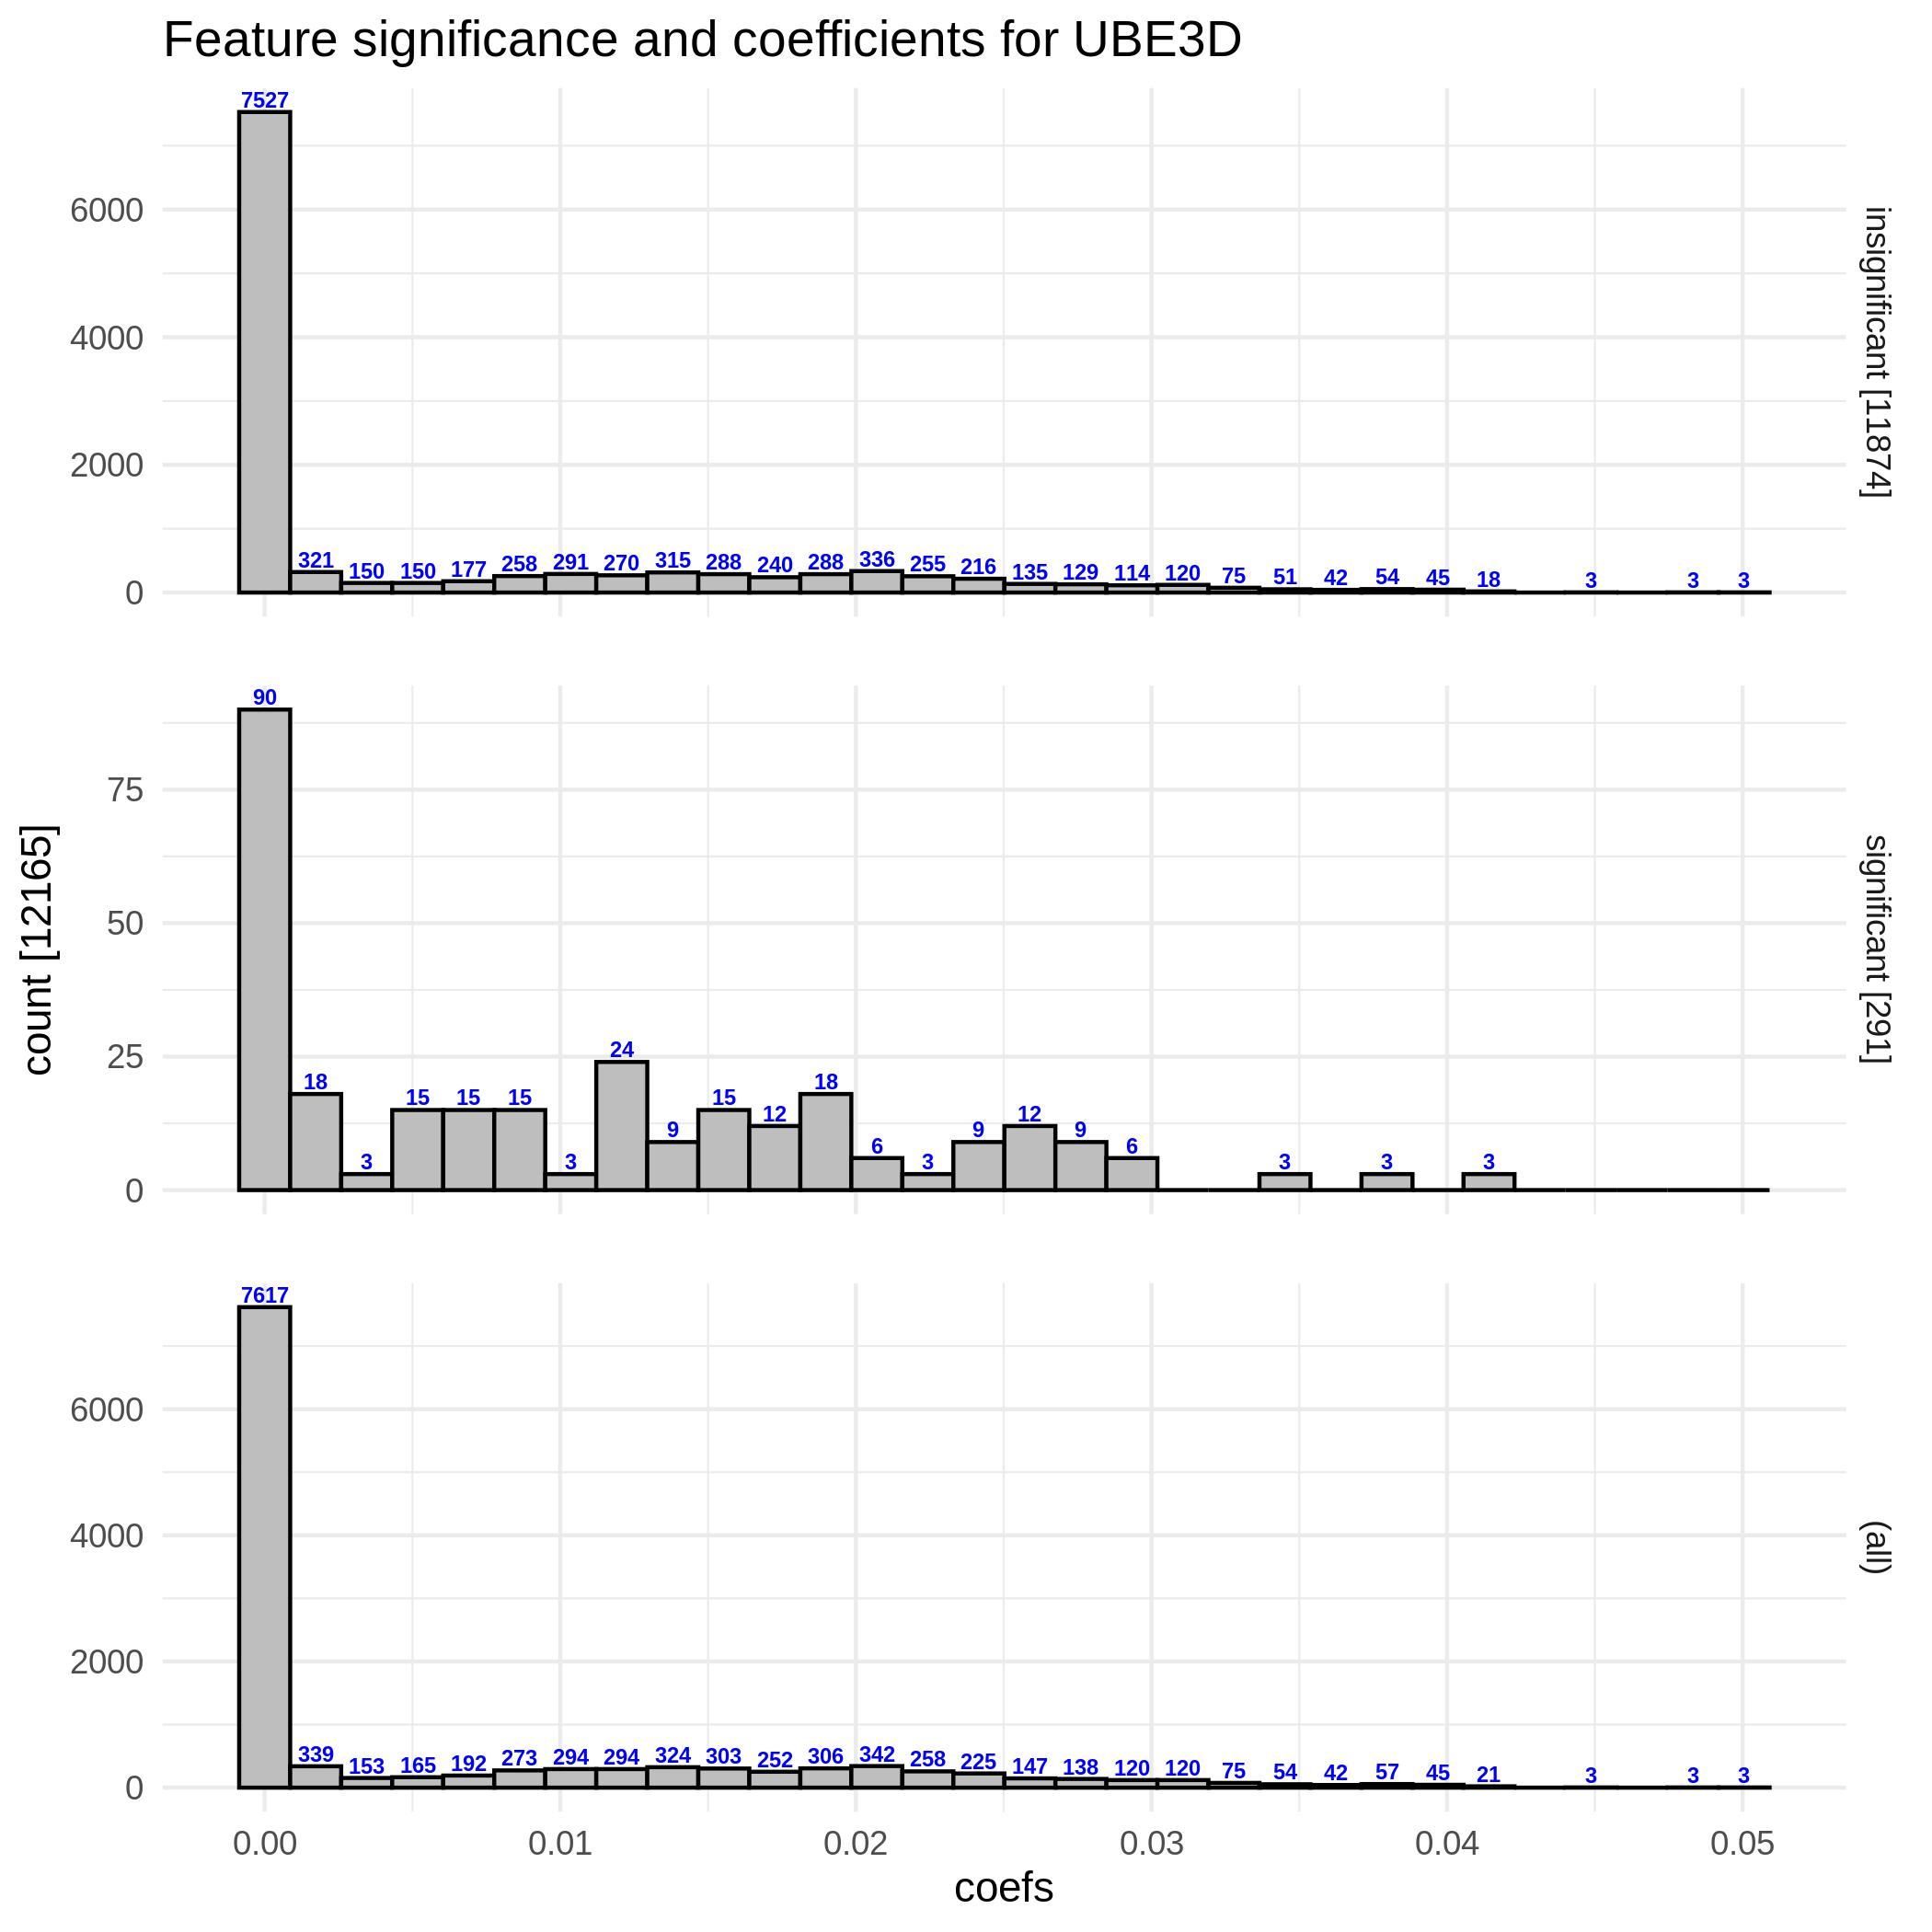 Feature significance and coefficients for UBE3D
7527
6000
4000
2000
0
321 150 150 177 258 291 270 315 288 240 288 336 255 216 135 129 114 120 75 51 42 54 45 18 3 3 3
insignificant [11874]
count [12165]
90
75
50
25
0
18 3 15 15 15 3 24 9 15 12 18 6 3 9 12 9 6 3 3 3
significant [291]
7617
6000
4000
2000
0
339 153 165 192 273 294 294 324 303 252 306 342 258 225 147 138 120 120 75 54 42 57 45 21 3 3 3
(all)
0.00 0.01 0.02 0.03 0.04 0.05
coefs